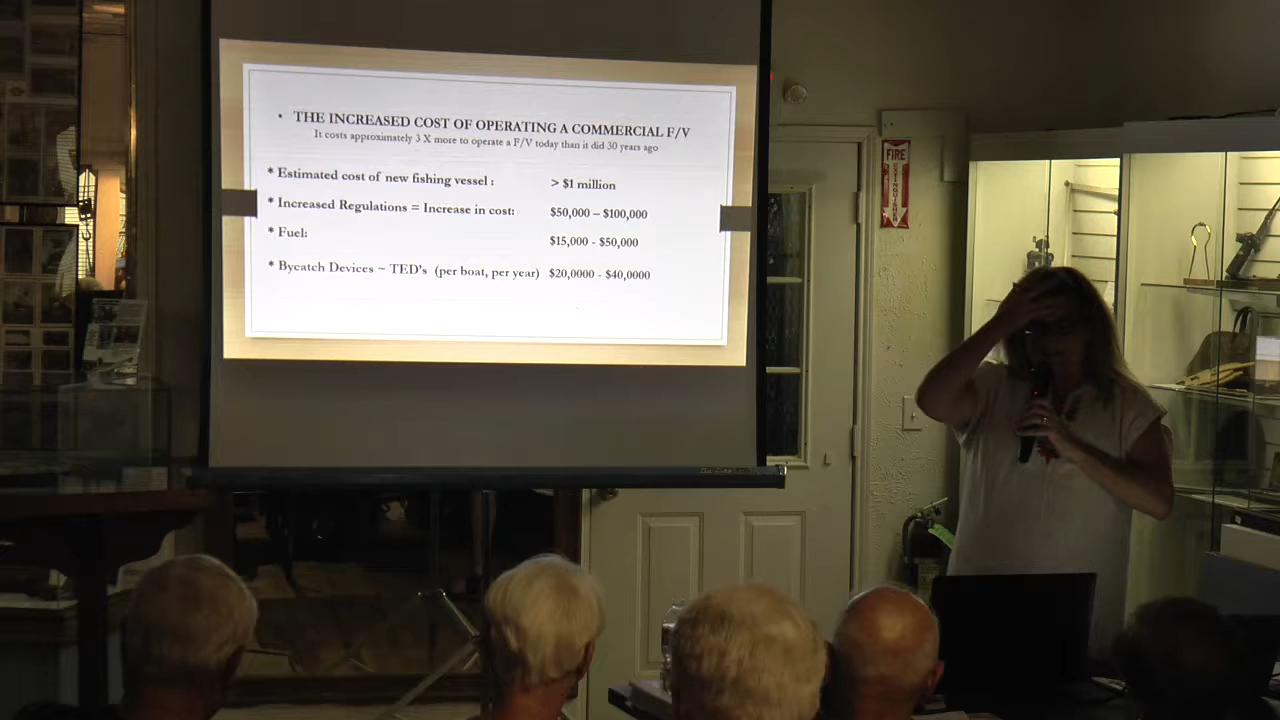 • THE INCREASED COST OF OPERATING A COMMERCIAL F/V
It costs approximately 3 X more to operate a F/V today than it did 30 years ago
* Estimated cost of new fishing vessel : > $1 million
* Increased Regulations = Increase in cost: $50,000 – $100,000
* Fuel: $15,000 - $50,000
* Bycatch Devices ~ TED's (per boat, per year) $20,0000 - $40,0000
FIRE
EXTINGUISHER